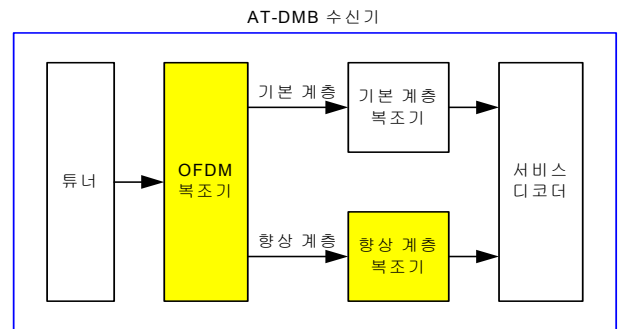 AT-DMB 수신기
튜너
OFDM
복조기
기본 계층
기본 계층
복조기
향상 계층
향상 계층
복조기
서비스
디코더